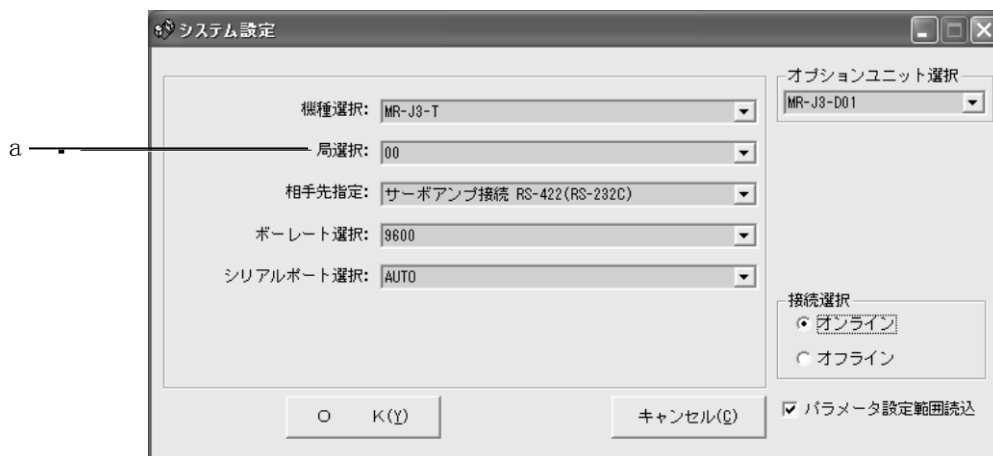 システム設定
オプションユニット選択
機種選択: MR-J3-T
MR-J3-D01
a
局選択: 00
相手先指定: サーボアンプ接続 RS-422(RS-232C)
ボーレート選択: 9600
シリアルポート選択: AUTO
接続選択
オンライン
オフライン
O K(Y)
キャンセル(C)
パラメータ設定範囲読込